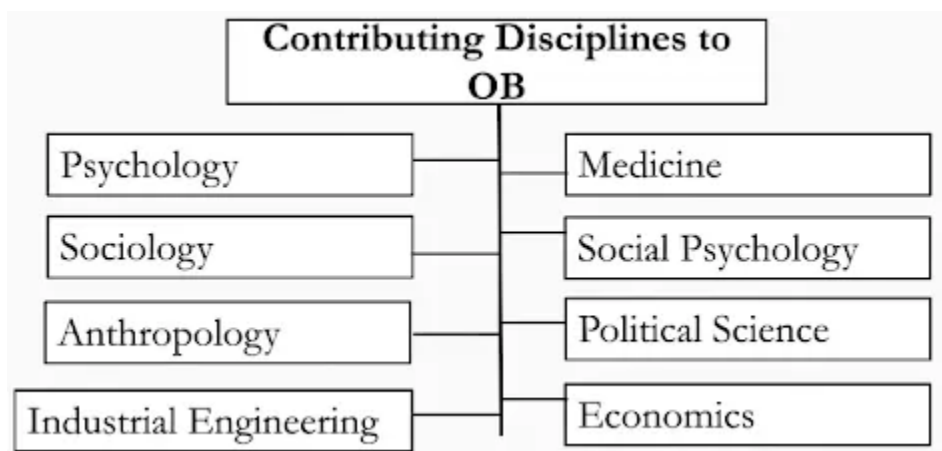 Contributing Disciplines to
OB
Psychology
Medicine
Sociology
Social Psychology
Anthropology
Political Science
Industrial Engineering
Economics